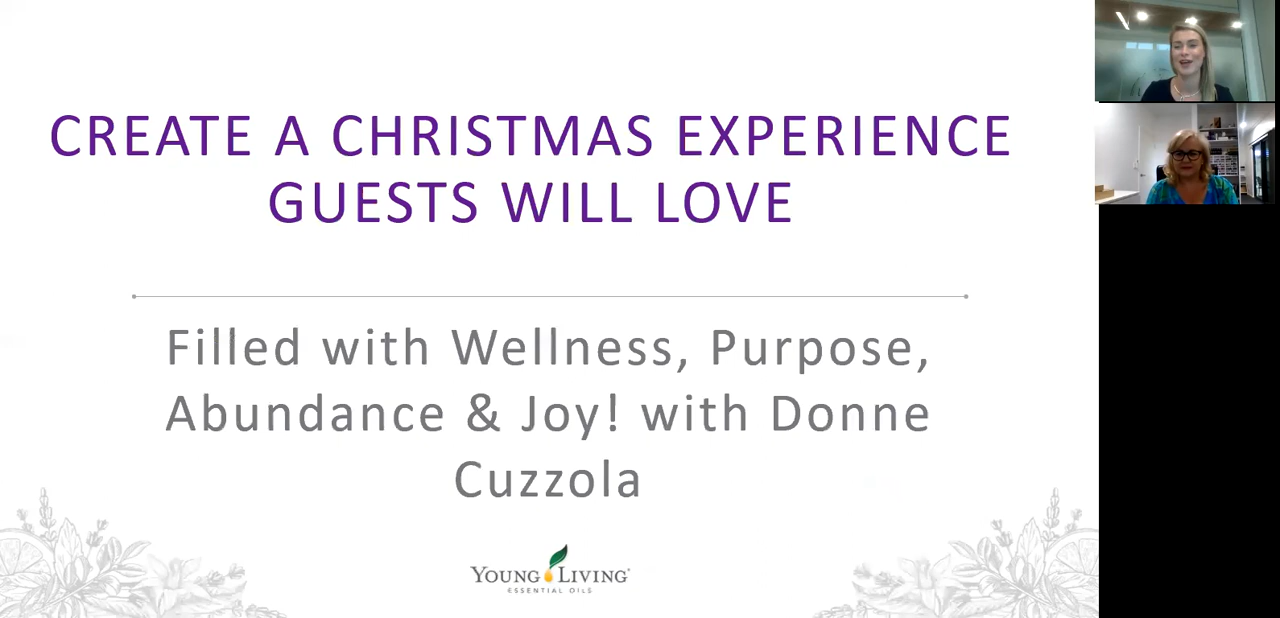 CREATE A CHRISTMAS EXPERIENCE
GUESTS WILL LOVE
Filled with Wellness, Purpose,
Abundance & Joy! with Donne
Cuzzola
YOUNG LIVING
ESSENTIAL OILS